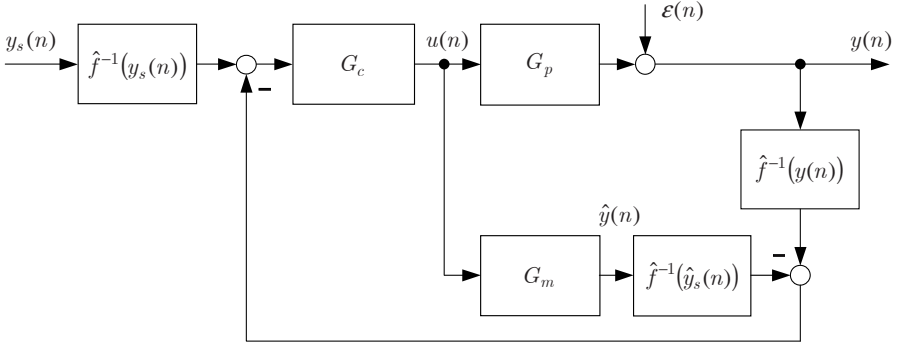 ε(n)
y_s(n)
u(n)
y(n)
f̂⁻¹(y_s(n))
G_c
G_p
−
f̂⁻¹(y(n))
ŷ(n)
−
G_m
f̂⁻¹(ŷ_s(n))
−